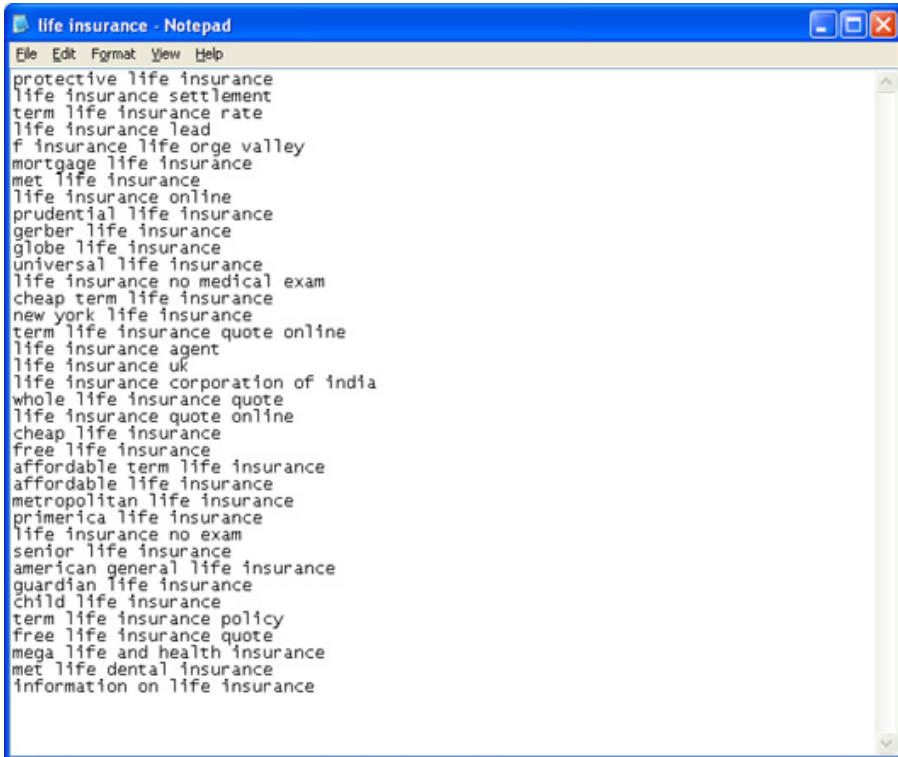 life insurance - Notepad
File Edit Format View Help
protective life insurance
life insurance settlement
term life insurance rate
life insurance lead
f insurance life orge valley
mortgage life insurance
met life insurance
life insurance online
prudential life insurance
gerber life insurance
globe life insurance
universal life insurance
life insurance no medical exam
cheap term life insurance
new york life insurance
term life insurance quote online
life insurance agent
life insurance uk
life insurance corporation of india
whole life insurance quote
life insurance quote online
cheap life insurance
free life insurance
affordable term life insurance
affordable life insurance
metropolitan life insurance
primerica life insurance
life insurance no exam
senior life insurance
american general life insurance
guardian life insurance
child life insurance
term life insurance policy
free life insurance quote
mega life and health insurance
met life dental insurance
information on life insurance